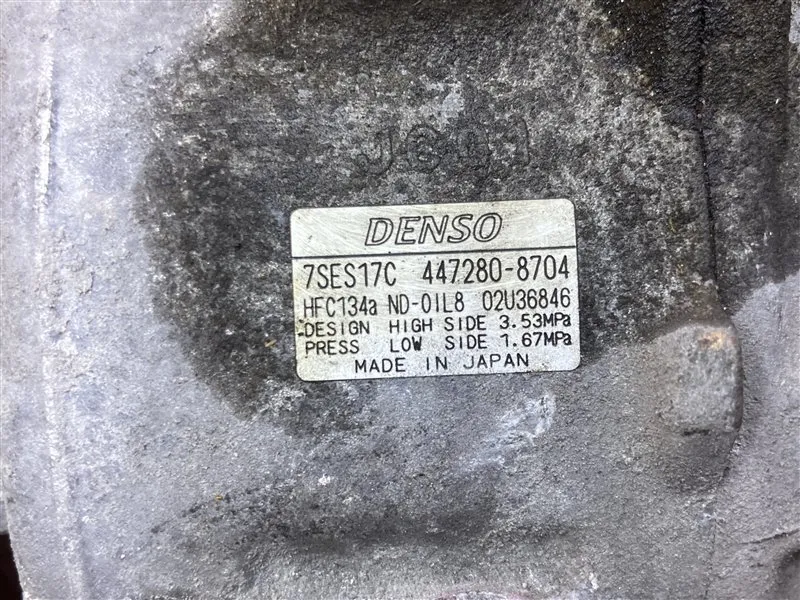 DENSO
7SES17C 447280-8704
HFC134a ND-OIL8 02U36846
DESIGN HIGH SIDE 3.53MPa
PRESS LOW SIDE 1.67MPa
MADE IN JAPAN